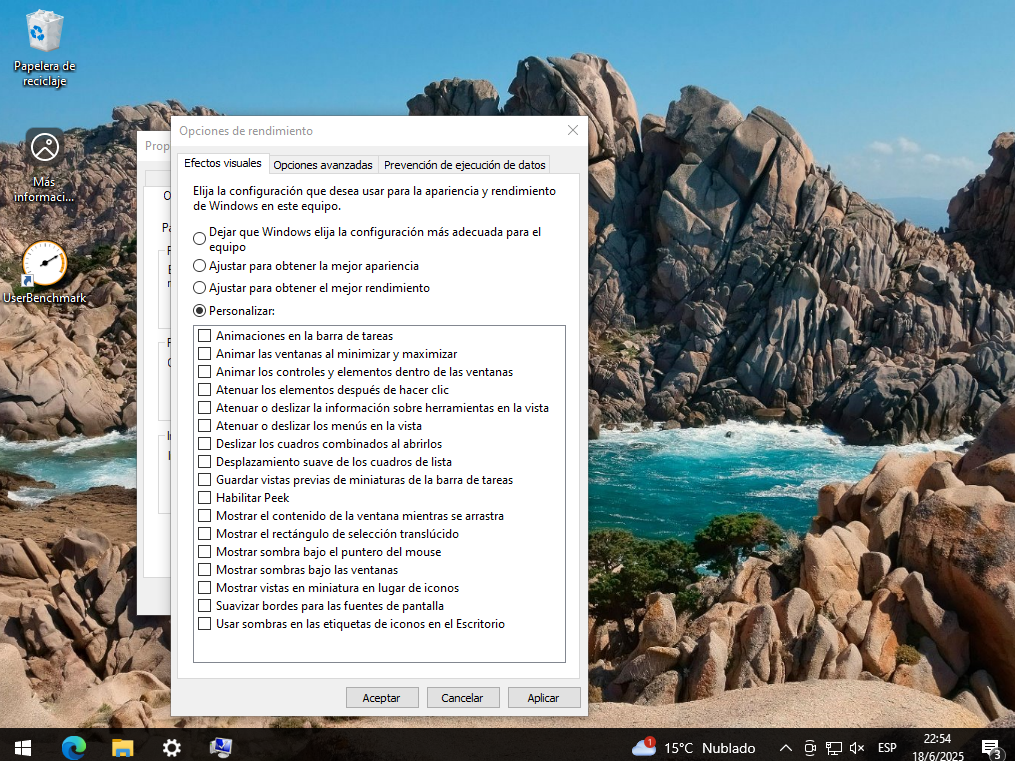 Papelera de
reciclaje
Más
informaci...
UserBenchmark
Prop
Opciones de rendimiento
Efectos visuales
Opciones avanzadas
Prevención de ejecución de datos
Elija la configuración que desea usar para la apariencia y rendimiento
de Windows en este equipo.
Dejar que Windows elija la configuración más adecuada para el
equipo
Ajustar para obtener la mejor apariencia
Ajustar para obtener el mejor rendimiento
Personalizar:
Animaciones en la barra de tareas
Animar las ventanas al minimizar y maximizar
Animar los controles y elementos dentro de las ventanas
Atenuar los elementos después de hacer clic
Atenuar o deslizar la información sobre herramientas en la vista
Atenuar o deslizar los menús en la vista
Deslizar los cuadros combinados al abrirlos
Desplazamiento suave de los cuadros de lista
Guardar vistas previas de miniaturas de la barra de tareas
Habilitar Peek
Mostrar el contenido de la ventana mientras se arrastra
Mostrar el rectángulo de selección translúcido
Mostrar sombra bajo el puntero del mouse
Mostrar sombras bajo las ventanas
Mostrar vistas en miniatura en lugar de iconos
Suavizar bordes para las fuentes de pantalla
Usar sombras en las etiquetas de iconos en el Escritorio
Aceptar
Cancelar
Aplicar
1
15°C Nublado
ESP
22:54
18/6/2025
3